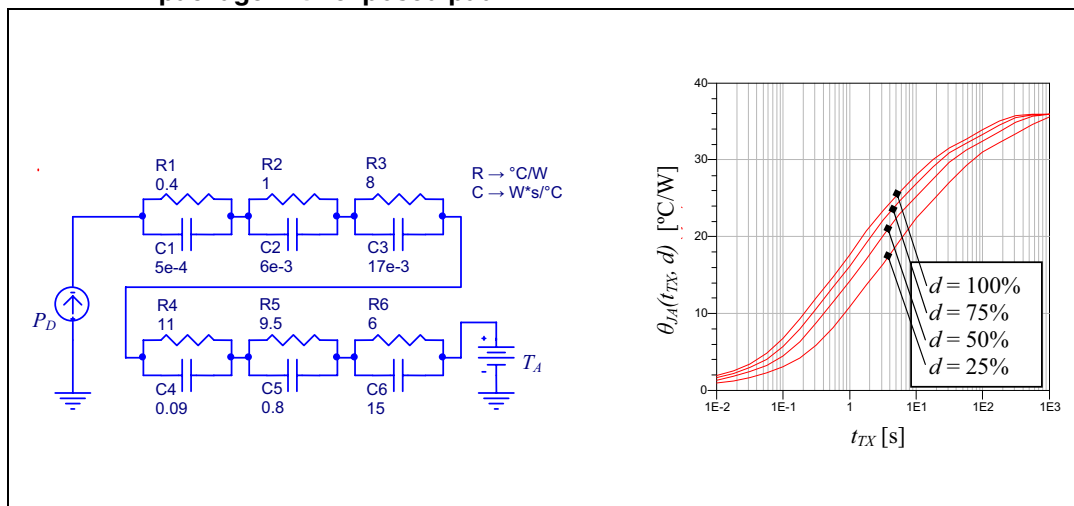 R1
0.4
C1
5e-4
R2
1
C2
6e-3
R3
8
C3
17e-3
R → °C/W
C → W*s/°C
P_D
R4
11
C4
0.09
R5
9.5
C5
0.8
R6
6
C6
15
T_A
40
30
20
10
0
θ_JA(t_TX, d) [ºC/W]
d = 100%
d = 75%
d = 50%
d = 25%
1E-2
1E-1
1
1E1
1E2
1E3
t_TX [s]